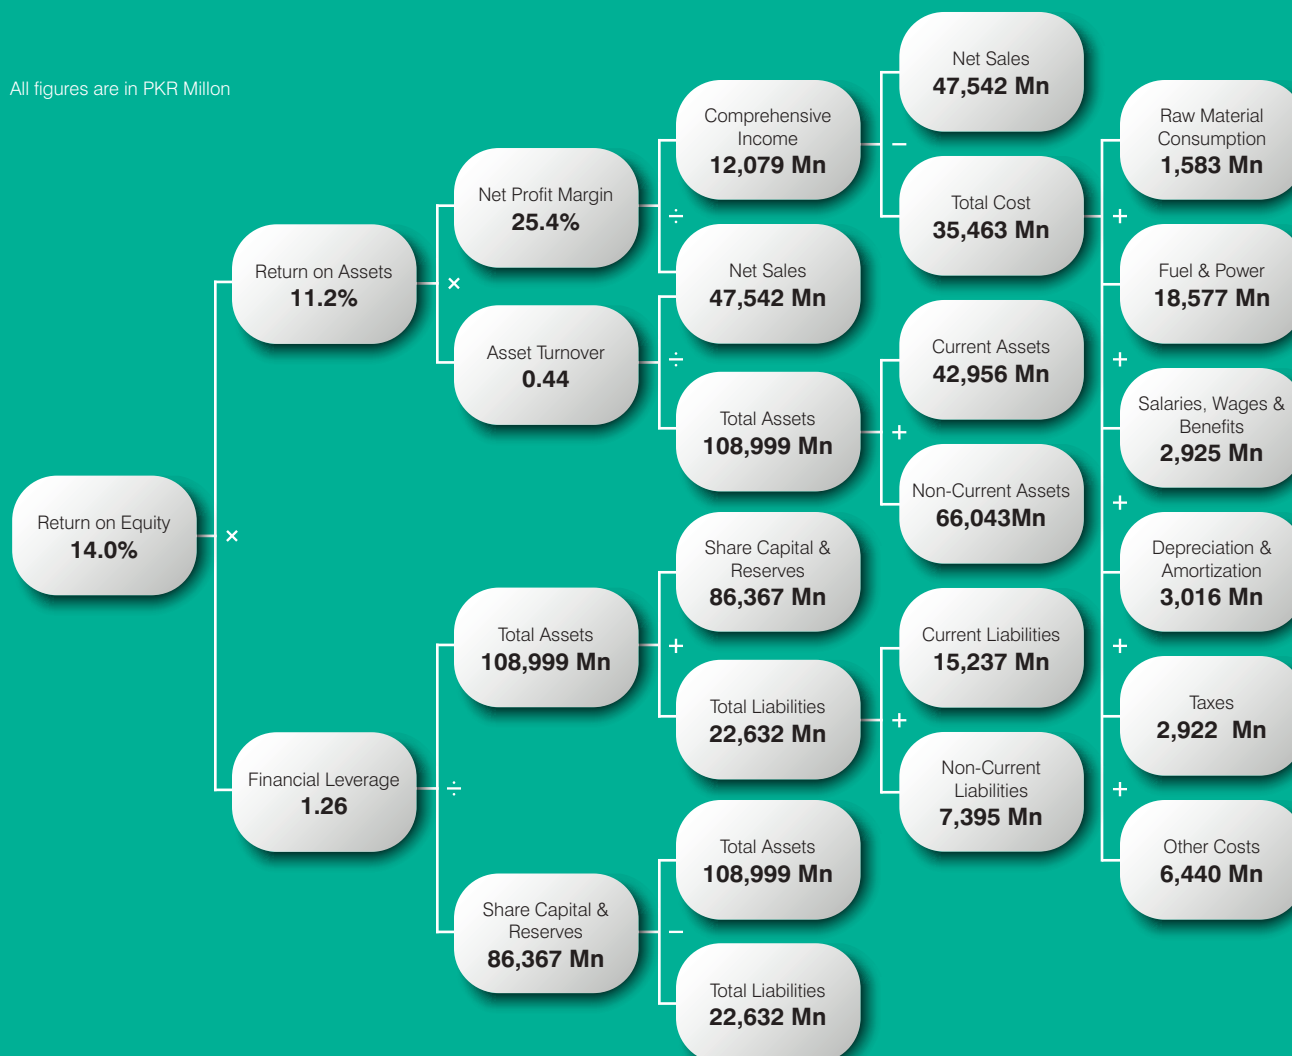 All figures are in PKR Millon
Return on Equity
14.0%
×
Return on Assets
11.2%
×
Financial Leverage
1.26
÷
Net Profit Margin
25.4%
÷
Asset Turnover
0.44
÷
Total Assets
108,999 Mn
+
Share Capital &
Reserves
86,367 Mn
−
Comprehensive
Income
12,079 Mn
−
Net Sales
47,542 Mn
Total Assets
108,999 Mn
+
Share Capital &
Reserves
86,367 Mn
Total Liabilities
22,632 Mn
+
Total Assets
108,999 Mn
Total Liabilities
22,632 Mn
Net Sales
47,542 Mn
Total Cost
35,463 Mn
Current Assets
42,956 Mn
Non-Current Assets
66,043Mn
Current Liabilities
15,237 Mn
Non-Current
Liabilities
7,395 Mn
Raw Material
Consumption
1,583 Mn
+
Fuel & Power
18,577 Mn
+
Salaries, Wages &
Benefits
2,925 Mn
+
Depreciation &
Amortization
3,016 Mn
+
Taxes
2,922 Mn
+
Other Costs
6,440 Mn